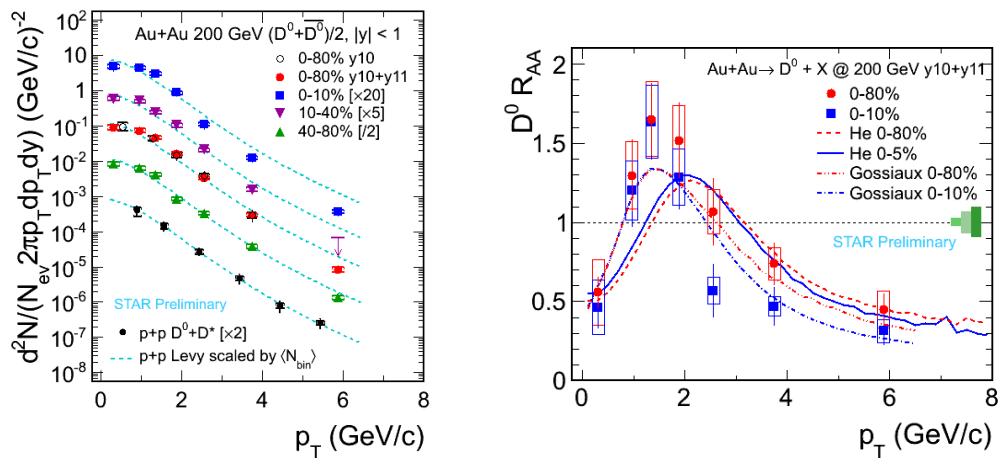 Au+Au 200 GeV (D⁰+D̅⁰)/2, |y| < 1
0-80% y10
0-80% y10+y11
0-10% [×20]
10-40% [×5]
40-80% [/2]
STAR Preliminary
p+p D⁰+D* [×2]
p+p Levy scaled by ⟨N_bin⟩
d²N/(N_ev 2πp_T dp_T dy) (GeV/c)⁻²
10²
10
1
10⁻¹
10⁻²
10⁻³
10⁻⁴
10⁻⁵
10⁻⁶
10⁻⁷
10⁻⁸
0 2 4 6 8
p_T (GeV/c)
Au+Au→ D⁰ + X @ 200 GeV y10+y11
0-80%
0-10%
He 0-80%
He 0-5%
Gossiaux 0-80%
Gossiaux 0-10%
STAR Preliminary
D⁰ R_AA
2.0
1.5
1
0.5
0.0
0 2 4 6 8
p_T (GeV/c)